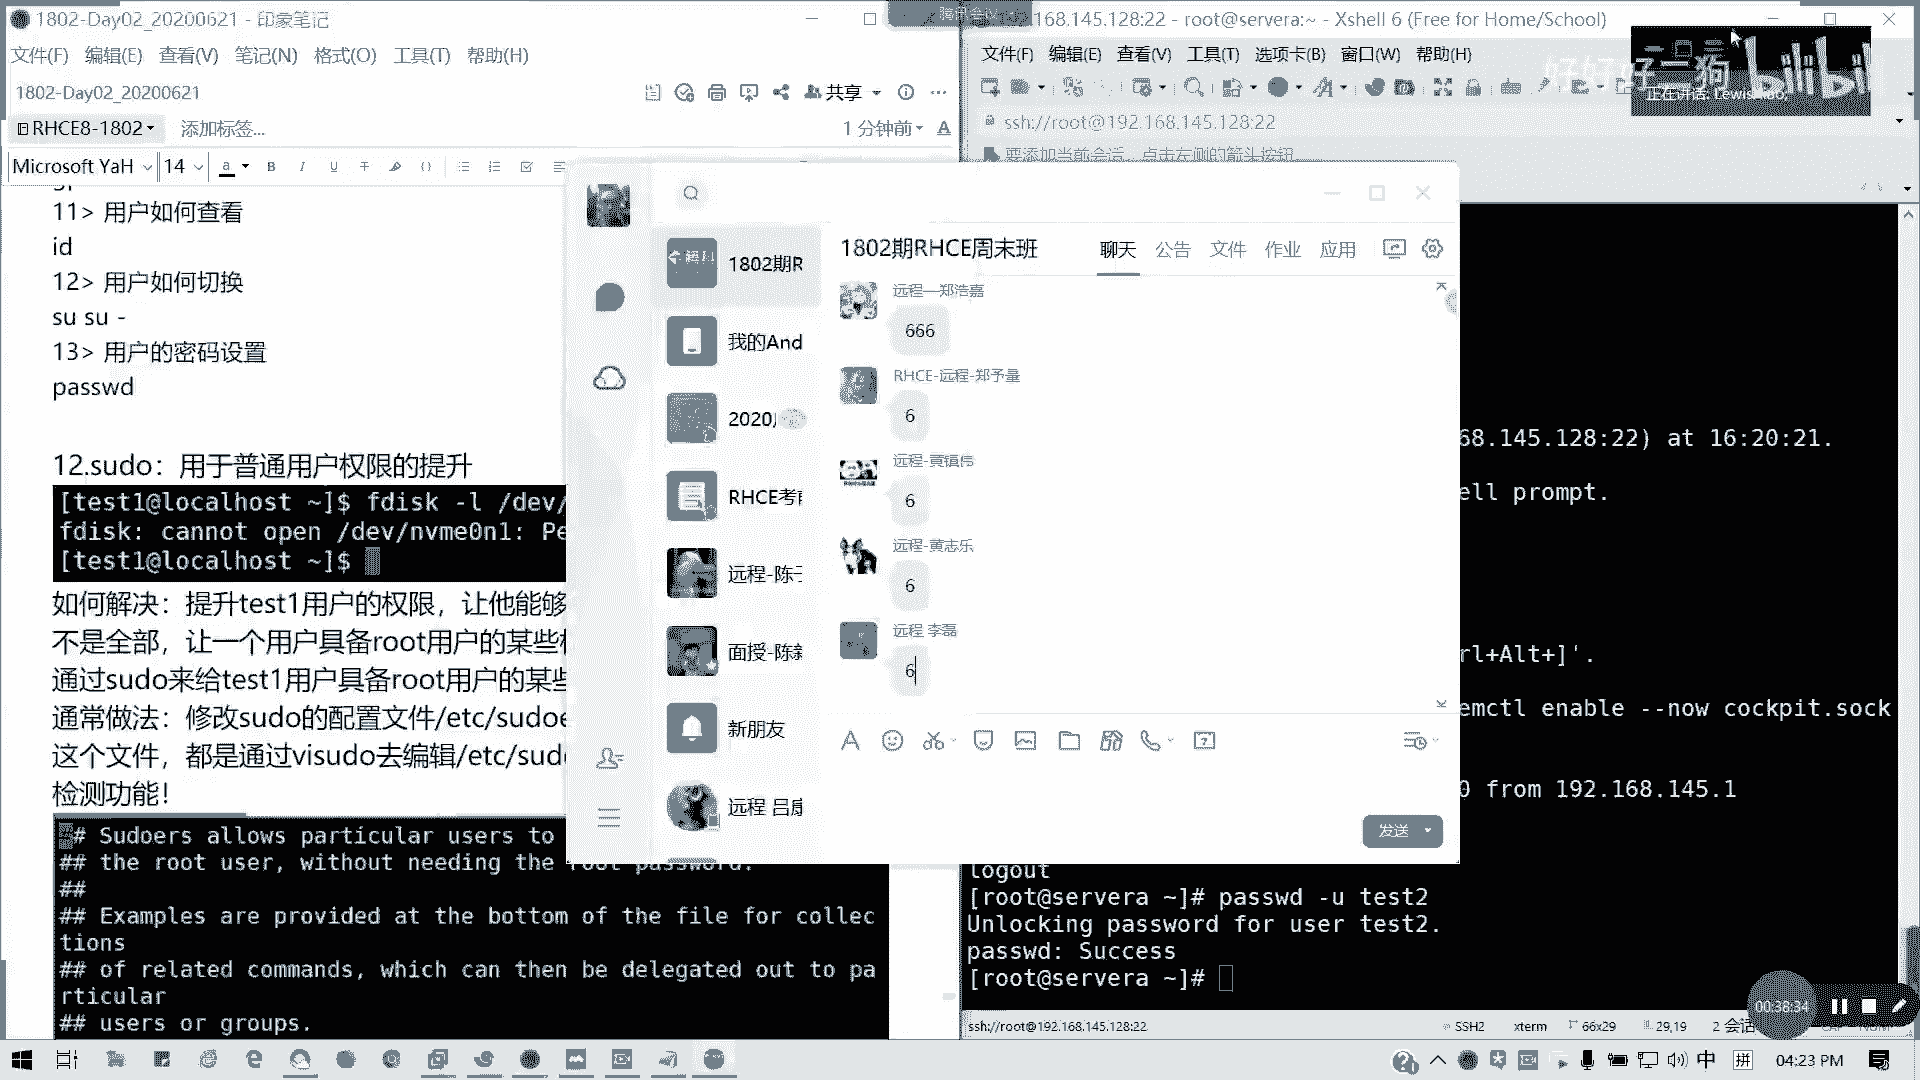 1802-Day02_20200621 - 印象笔记
文件(F) 编辑(E) 查看(V) 笔记(N) 格式(O) 工具(T) 帮助(H)
1802-Day02_20200621
共享
RHCE8-1802
添加标签...
1 分钟前
Microsoft YaH
14
11> 用户如何查看
id
12> 用户如何切换
su su -
13> 用户的密码设置
passwd
12.sudo：用于普通用户权限的提升
[test1@localhost ~]$ fdisk -l /dev/
fdisk: cannot open /dev/nvme0n1: Pe
[test1@localhost ~]$
如何解决：提升test1用户的权限，让他能够
不是全部，让一个用户具备root用户的某些
通过sudo来给test1用户具备root用户的某些
通常做法：修改sudo的配置文件/etc/sudoe
这个文件，都是通过visudo去编辑/etc/sud
检测功能！
## Sudoers allows particular users to
## the root user, without needing the root password.
##
## Examples are provided at the bottom of the file for collec
tions
## of related commands, which can then be delegated out to pa
rticular
## users or groups.
腾讯会议
1802期R
我的And
2020
RHCE考
远程-陈
面授-陈
新朋友
远程 吕
1802期RHCE周末班
聊天 公告 文件 作业 应用
远程—郑浩嘉
666
RHCE-远程-郑予量
6
远程-黄镇伟
6
远程-黄志乐
6
远程 李磊
6
发送
192.168.145.128:22 - root@servera:~ - Xshell 6 (Free for Home/School)
文件(F) 编辑(E) 查看(V) 工具(T) 选项卡(B) 窗口(W) 帮助(H)
bilibili
正在讲话:
ssh://root@192.168.145.128:22
要添加当前会话，点击左侧的箭头按钮
68.145.128:22) at 16:20:21.
ell prompt.
rl+Alt+]'.
emctl enable --now cockpit.sock
0 from 192.168.145.1
logout
[root@servera ~]# passwd -u test2
Unlocking password for user test2.
passwd: Success
[root@servera ~]#
00:38:34
ssh://root@192.168.145.128:22
SSH2
xterm
66x29
29,19
2 会话
中
拼
04:23 PM